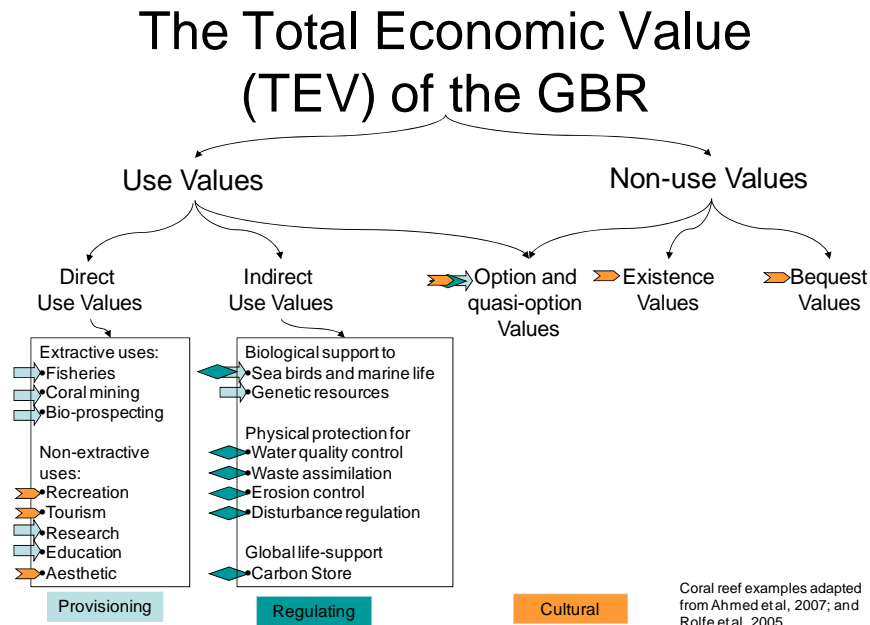 The Total Economic Value
(TEV) of the GBR
Use Values
Non-use Values
Direct
Use Values
Indirect
Use Values
Option and
quasi-option
Values
Existence
Values
Bequest
Values
Extractive uses:
•Fisheries
•Coral mining
•Bio-prospecting
Non-extractive
uses:
•Recreation
•Tourism
•Research
•Education
•Aesthetic
Biological support to
•Sea birds and marine life
•Genetic resources
Physical protection for
•Water quality control
•Waste assimilation
•Erosion control
•Disturbance regulation
Global life-support
•Carbon Store
Provisioning
Regulating
Cultural
Coral reef examples adapted
from Ahmed et al, 2007; and
Rolfe et al, 2005